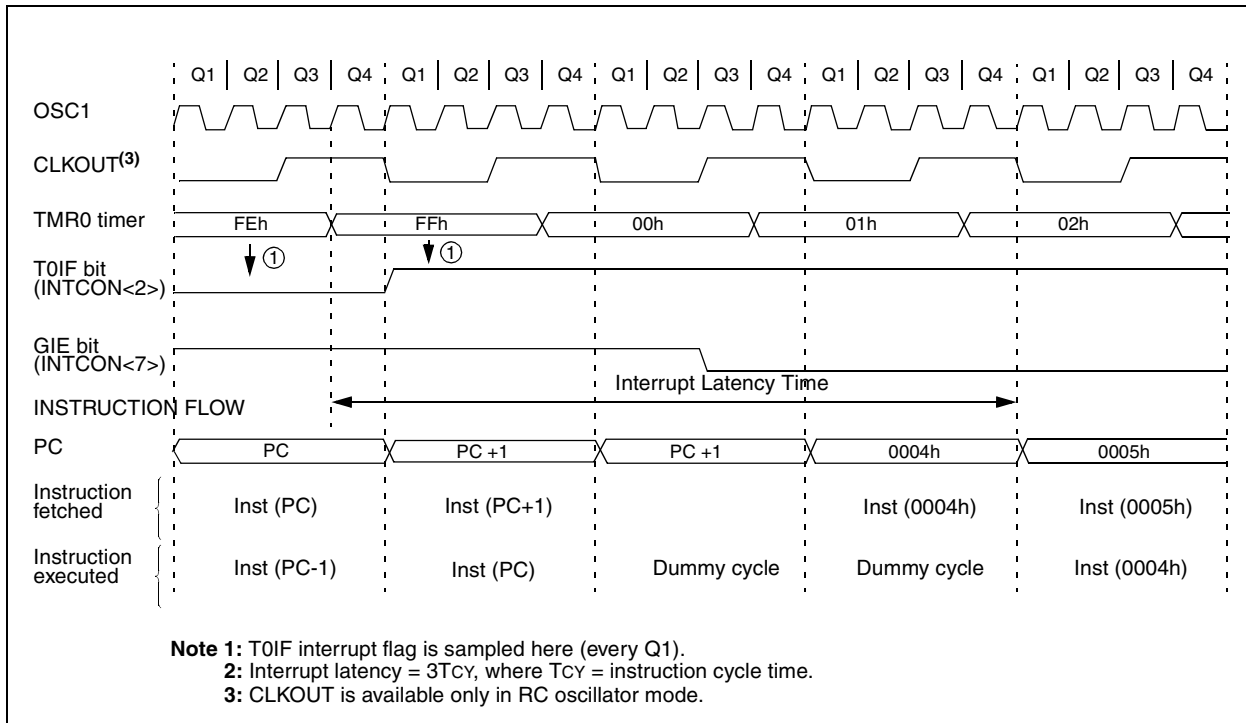 Q1 Q2 Q3 Q4 Q1 Q2 Q3 Q4 Q1 Q2 Q3 Q4 Q1 Q2 Q3 Q4 Q1 Q2 Q3 Q4
OSC1
CLKOUT(3)
TMR0 timer FEh FFh 00h 01h 02h
1 1
T0IF bit
(INTCON<2>)
GIE bit
(INTCON<7>)
Interrupt Latency Time
INSTRUCTION FLOW
PC PC PC +1 PC +1 0004h 0005h
Instruction
fetched
Inst (PC) Inst (PC+1) Inst (0004h) Inst (0005h)
Instruction
executed
Inst (PC-1) Inst (PC) Dummy cycle Dummy cycle Inst (0004h)
Note 1: T0IF interrupt flag is sampled here (every Q1).
2: Interrupt latency = 3TCY, where TCY = instruction cycle time.
3: CLKOUT is available only in RC oscillator mode.